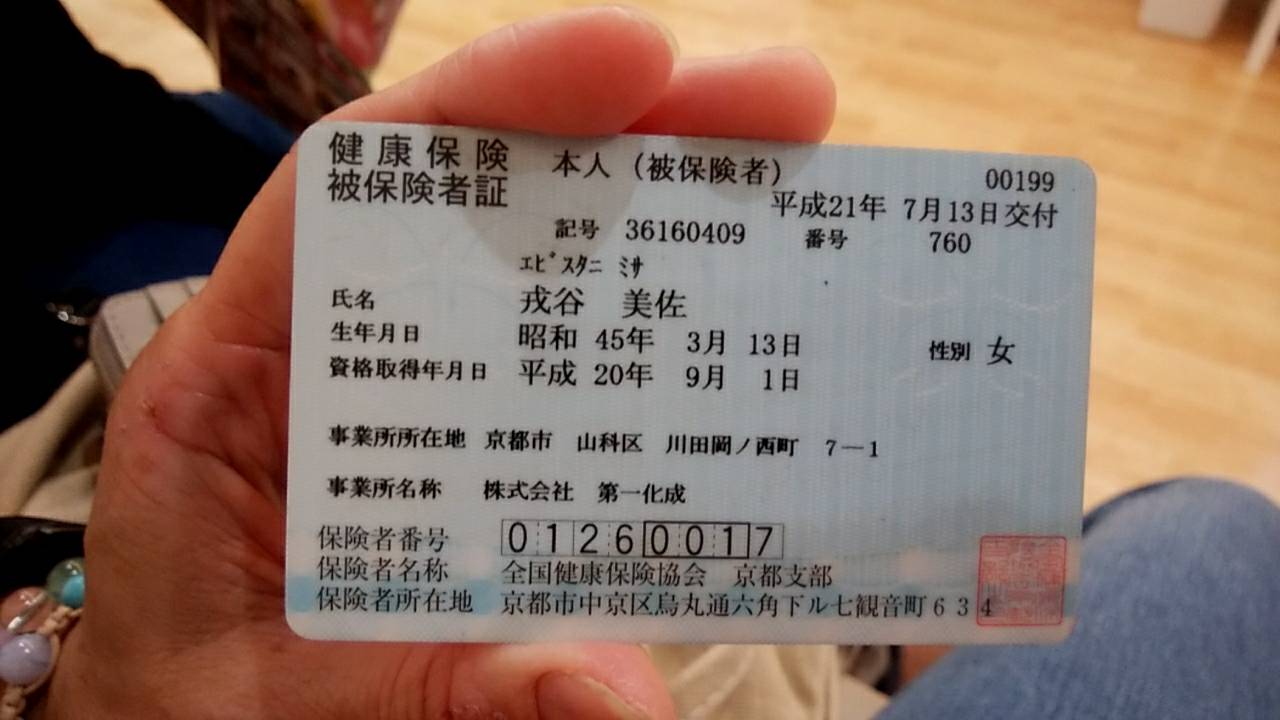 健康保険 本人（被保険者） 00199
被保険者証 平成21年 7月13日交付
記号 36160409 番号 760
ｴﾋﾞｽﾀﾆ ﾐｻ
氏名 戎谷 美佐
生年月日 昭和 45年 3月 13日 性別 女
資格取得年月日 平成 20年 9月 1日
事業所所在地 京都市 山科区 川田岡ノ西町 7－1
事業所名称 株式会社 第一化成
保険者番号 01260017
保険者名称 全国健康保険協会 京都支部
保険者所在地 京都市中京区烏丸通六角下ル七観音町634